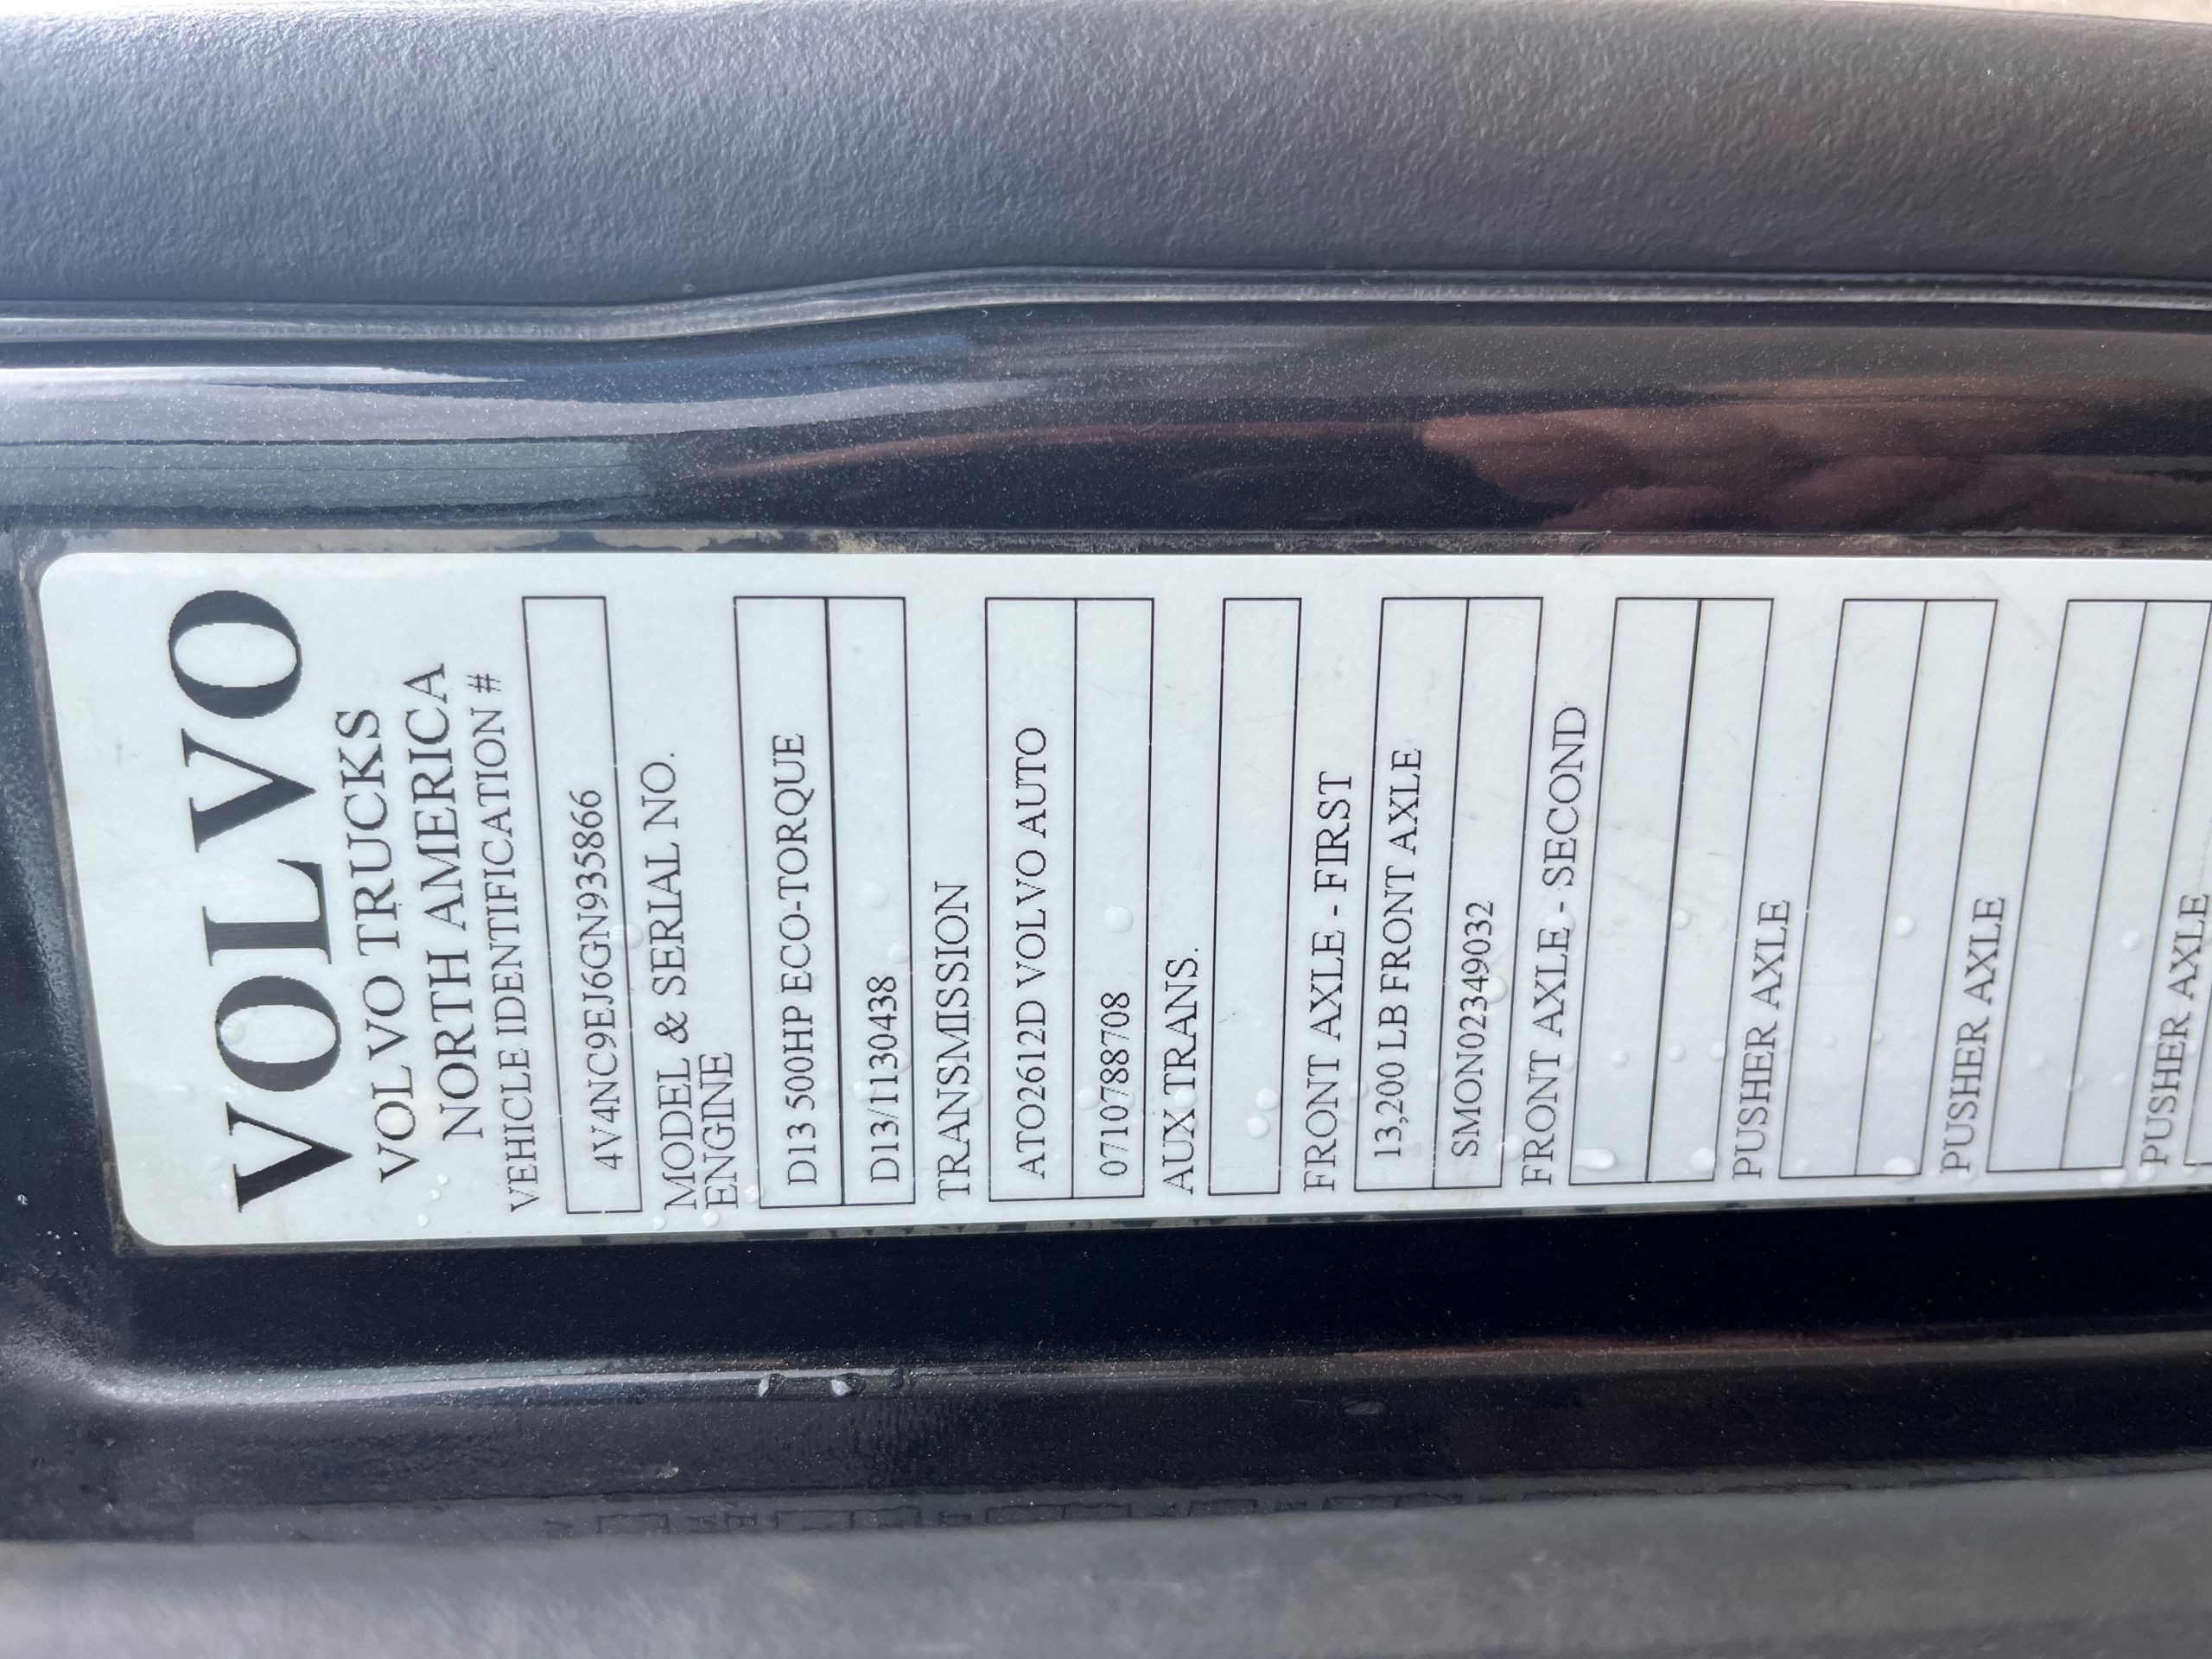 VOLVO
VOLVO TRUCKS
NORTH AMERICA
VEHICLE IDENTIFICATION #
4V4NC9EJ6GN935866
MODEL & SERIAL NO.
ENGINE
D13 500HP ECO-TORQUE
D13/1130438
TRANSMISSION
ATO2612D VOLVO AUTO
0710788708
AUX TRANS.
FRONT AXLE - FIRST
13,200 LB FRONT AXLE
SMON02349032
FRONT AXLE - SECOND
PUSHER AXLE
PUSHER AXLE
PUSHER AXLE